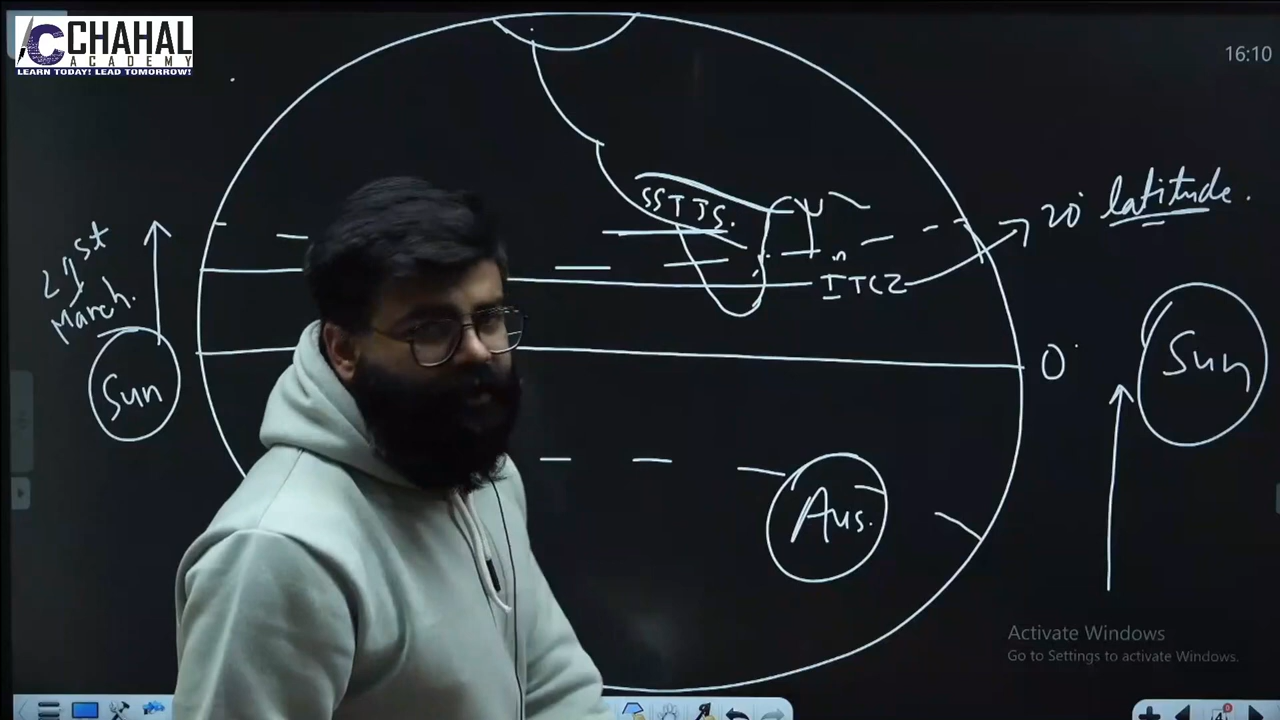 CHAHAL
ACADEMY
LEARN TODAY! LEAD TOMORROW!
16:10
20° latitude.
SSTJS.
21st
March.
ITCZ
0°
Sun
Sun
Aus.
Activate Windows
Go to Settings to activate Windows.